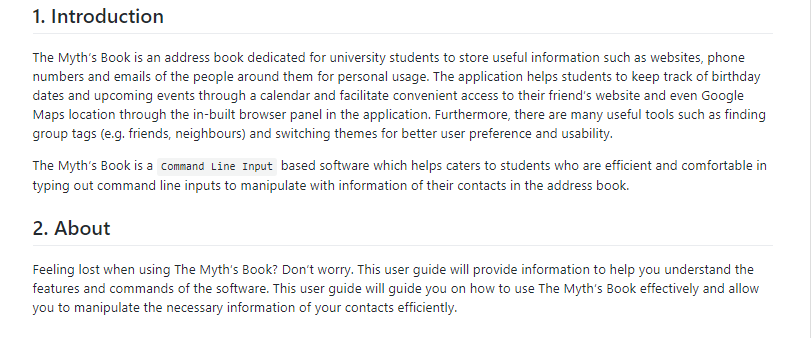 1. Introduction
The Myth's Book is an address book dedicated for university students to store useful information such as websites, phone
numbers and emails of the people around them for personal usage. The application helps students to keep track of birthday
dates and upcoming events through a calendar and facilitate convenient access to their friend's website and even Google
Maps location through the in-built browser panel in the application. Furthermore, there are many useful tools such as finding
group tags (e.g. friends, neighbours) and switching themes for better user preference and usability.
The Myth's Book is a Command Line Input based software which helps caters to students who are efficient and comfortable in
typing out command line inputs to manipulate with information of their contacts in the address book.
2. About
Feeling lost when using The Myth's Book? Don't worry. This user guide will provide information to help you understand the
features and commands of the software. This user guide will guide you on how to use The Myth's Book effectively and allow
you to manipulate the necessary information of your contacts efficiently.